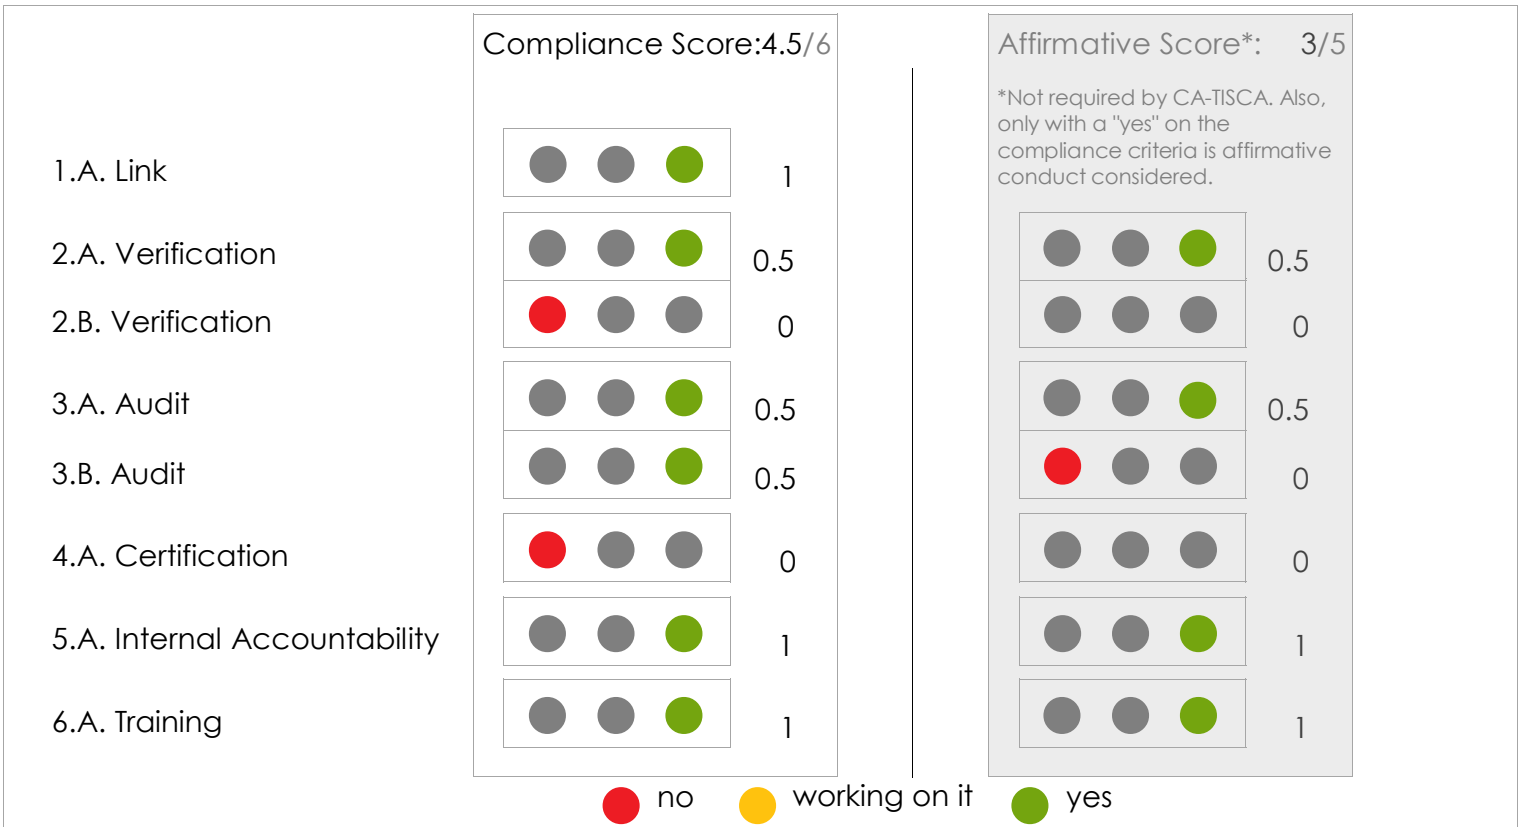 Compliance Score:4.5/6
Affirmative Score*: 3/5
*Not required by CA-TISCA. Also,
only with a "yes" on the
compliance criteria is affirmative
conduct considered.
1.A. Link 1
2.A. Verification 0.5 0.5
2.B. Verification 0 0
3.A. Audit 0.5 0.5
3.B. Audit 0.5 0
4.A. Certification 0 0
5.A. Internal Accountability 1 1
6.A. Training 1 1
no working on it yes